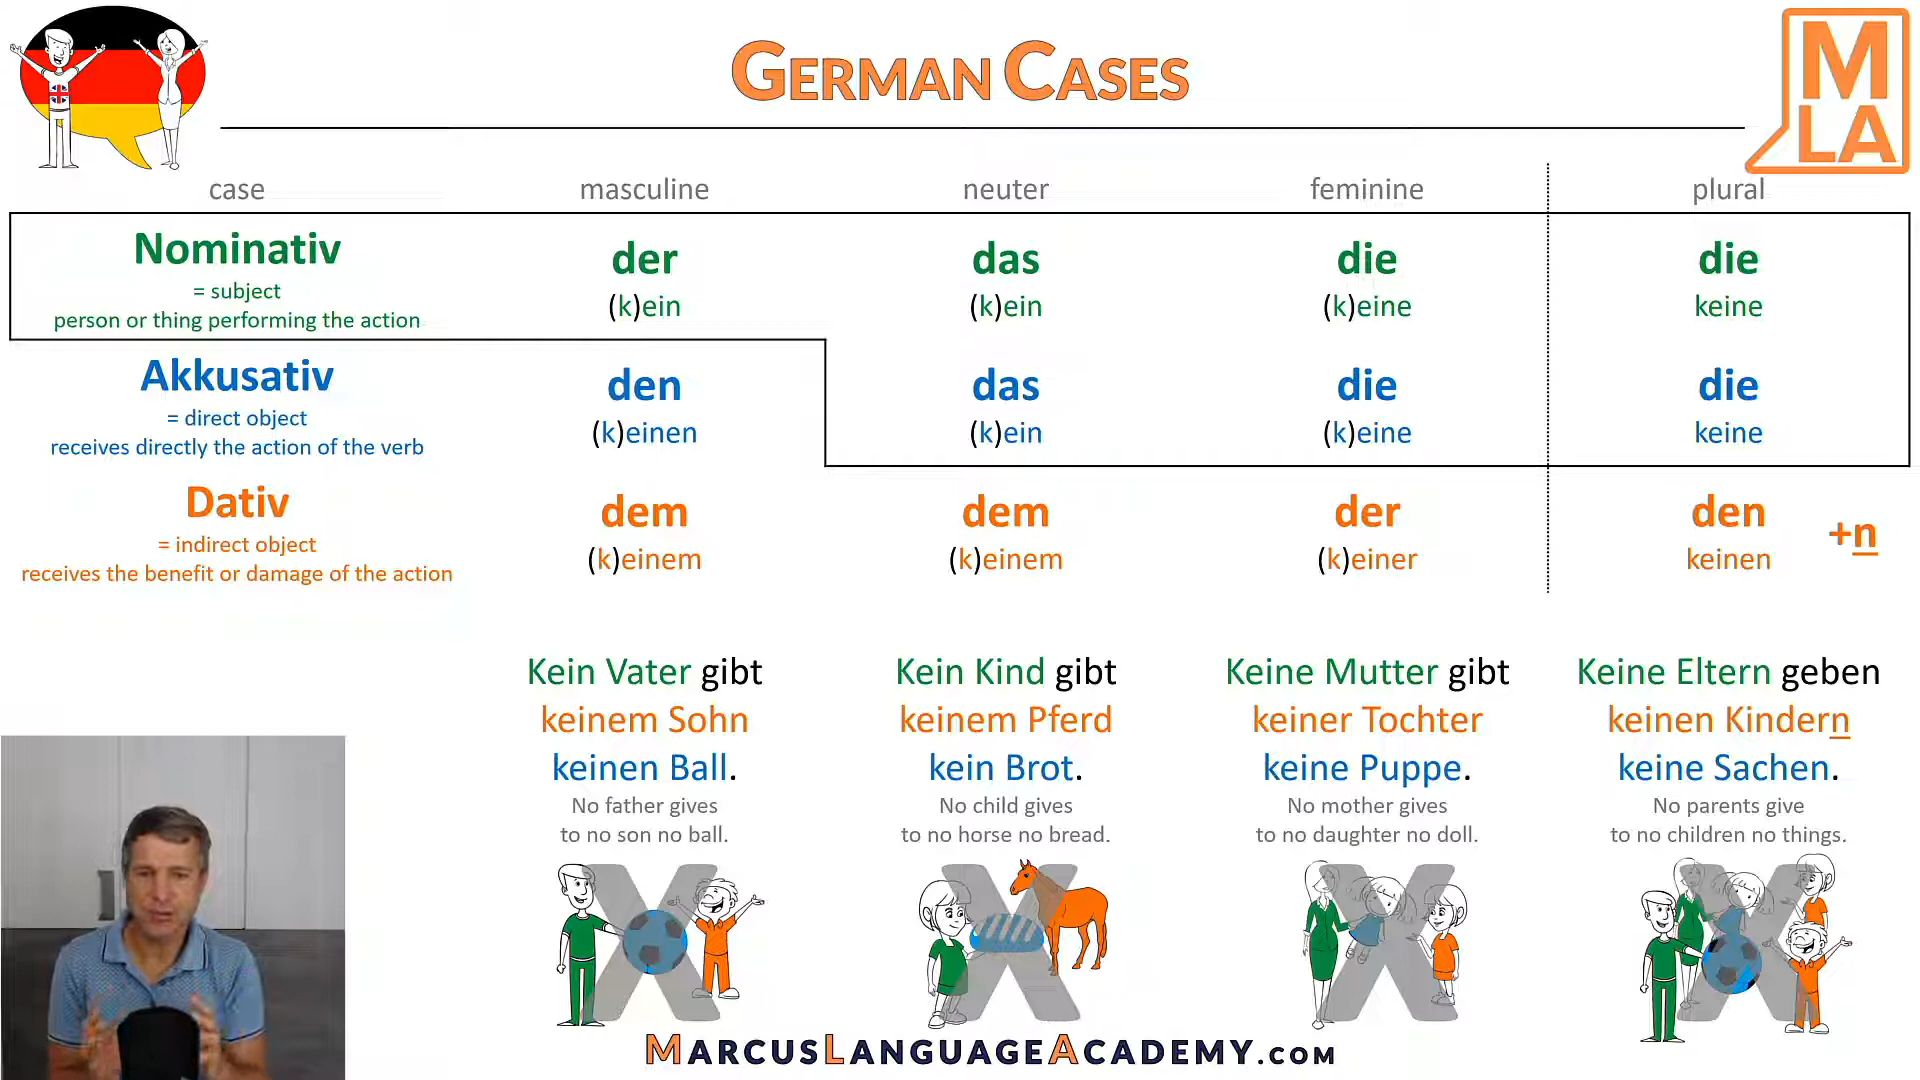 GERMAN CASES
M
LA
case masculine neuter feminine plural
Nominativ der das die die
= subject (k)ein (k)ein (k)eine keine
person or thing performing the action
Akkusativ den das die die
= direct object (k)einen (k)ein (k)eine keine
receives directly the action of the verb
Dativ dem dem der den +n
= indirect object (k)einem (k)einem (k)einer keinen
receives the benefit or damage of the action
Kein Vater gibt
keinem Sohn
keinen Ball.
No father gives
to no son no ball.
Kein Kind gibt
keinem Pferd
kein Brot.
No child gives
to no horse no bread.
Keine Mutter gibt
keiner Tochter
keine Puppe.
No mother gives
to no daughter no doll.
Keine Eltern geben
keinen Kindern
keine Sachen.
No parents give
to no children no things.
X X X X
MARCUSLANGUAGEACADEMY.COM